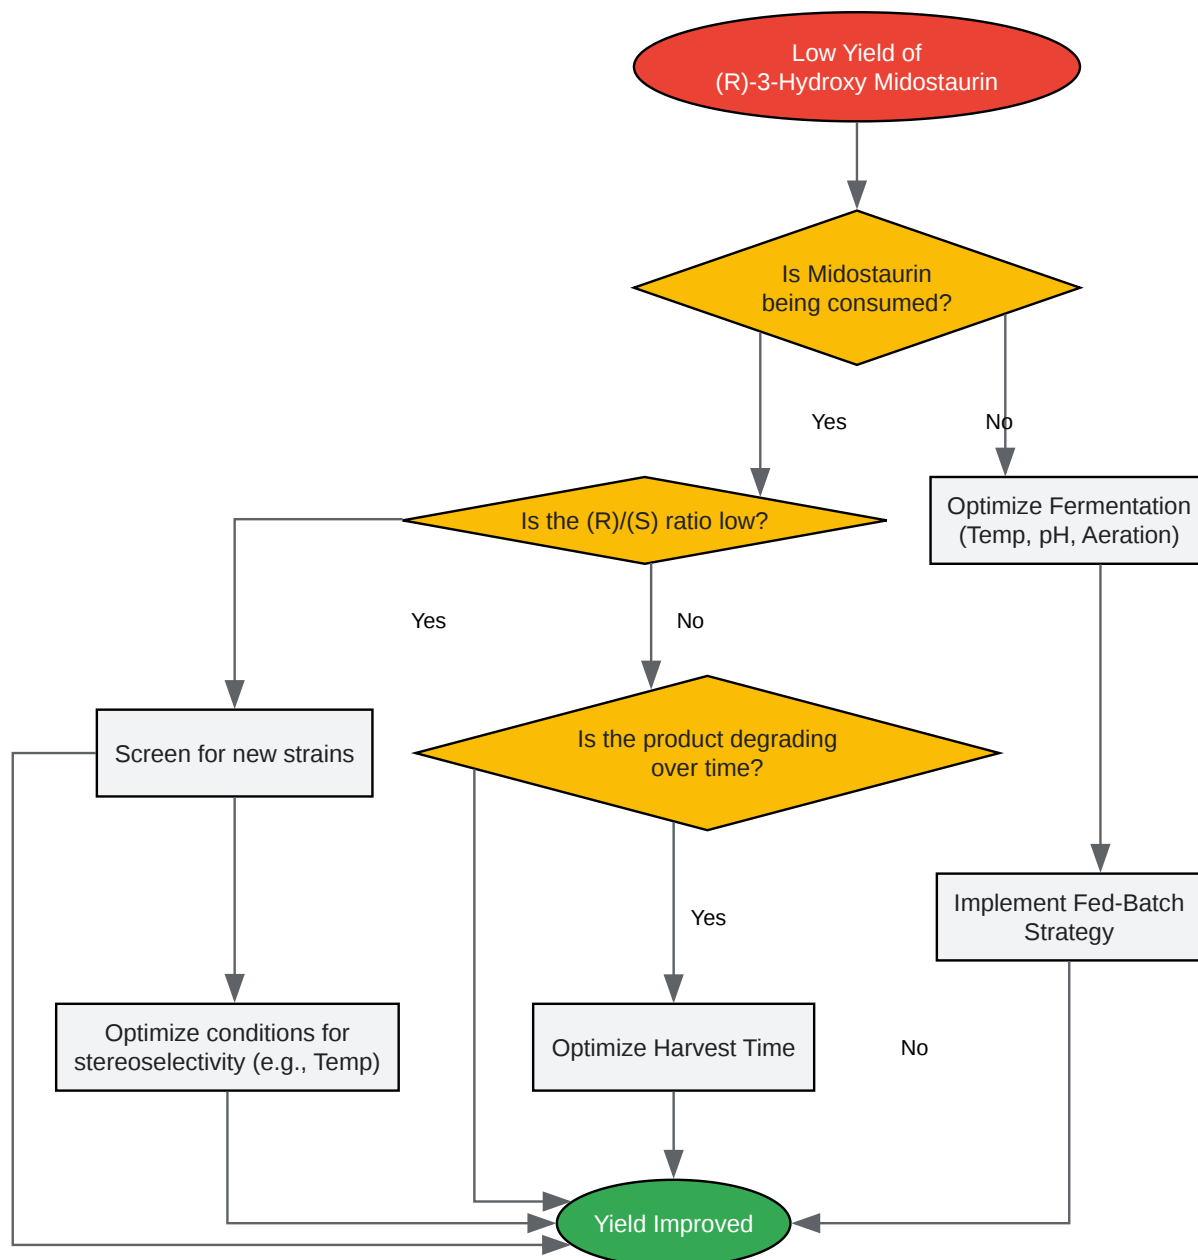 Low Yield of
(R)-3-Hydroxy Midostaurin
Is Midostaurin
being consumed?
Yes
No
Is the (R)/(S) ratio low?
Optimize Fermentation
(Temp, pH, Aeration)
Yes
No
Screen for new strains
Is the product degrading
over time?
Yes
Implement Fed-Batch
Strategy
Optimize conditions for
stereoselectivity (e.g., Temp)
Optimize Harvest Time
No
Yield Improved